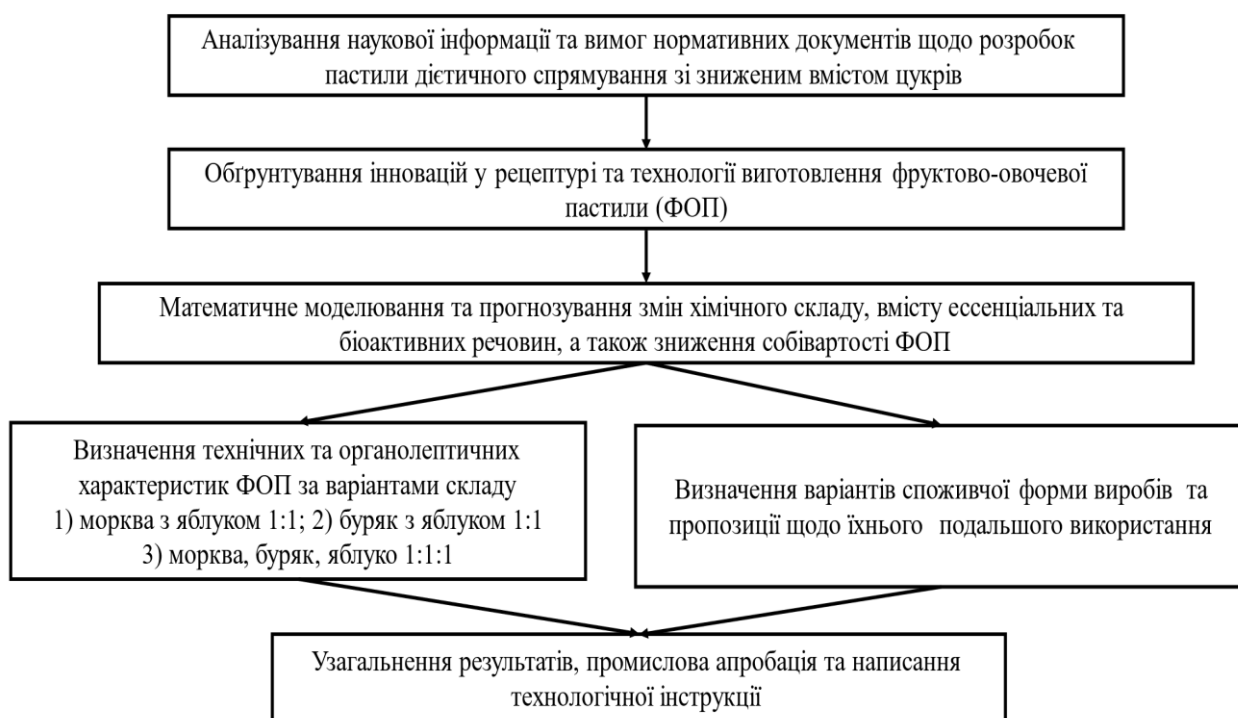 Аналізування наукової інформації та вимог нормативних документів щодо розробок
пастили дієтичного спрямування зі зниженим вмістом цукрів
Обґрунтування інновацій у рецептурі та технології виготовлення фруктово-овочевої
пастили (ФОП)
Математичне моделювання та прогнозування змін хімічного складу, вмісту ессенціальних та
біоактивних речовин, а також зниження собівартості ФОП
Визначення технічних та органолептичних
характеристик ФОП за варіантами складу
1) морква з яблуком 1:1; 2) буряк з яблуком 1:1
3) морква, буряк, яблуко 1:1:1
Визначення варіантів споживчої форми виробів та
пропозиції щодо їхнього подальшого використання
Узагальнення результатів, промислова апробація та написання
технологічної інструкції